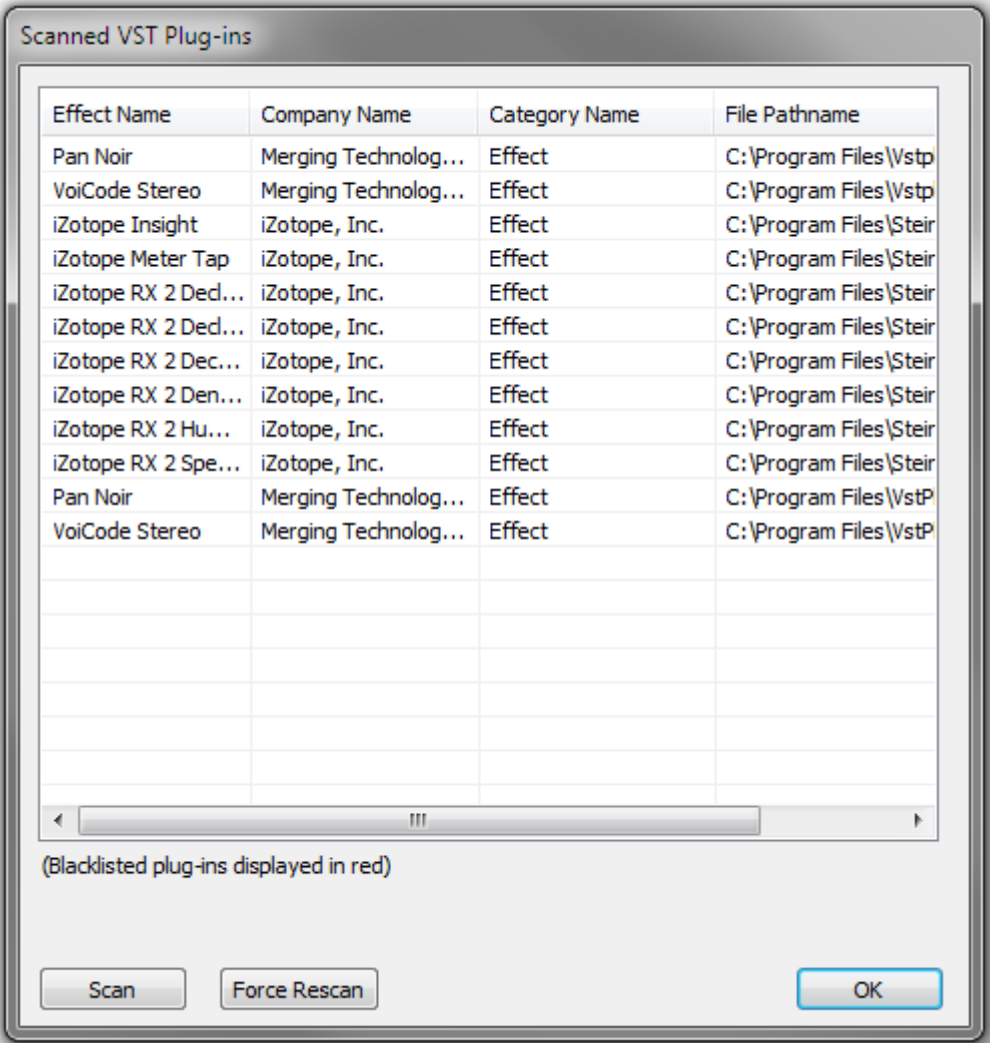 Scanned VST Plug-ins
Effect Name Company Name Category Name File Pathname
Pan Noir Merging Technolog... Effect C:\Program Files\Vstpl
VoiCode Stereo Merging Technolog... Effect C:\Program Files\Vstpl
iZotope Insight iZotope, Inc. Effect C:\Program Files\Steir
iZotope Meter Tap iZotope, Inc. Effect C:\Program Files\Steir
iZotope RX 2 Decl... iZotope, Inc. Effect C:\Program Files\Steir
iZotope RX 2 Decl... iZotope, Inc. Effect C:\Program Files\Steir
iZotope RX 2 Dec... iZotope, Inc. Effect C:\Program Files\Steir
iZotope RX 2 Den... iZotope, Inc. Effect C:\Program Files\Steir
iZotope RX 2 Hu... iZotope, Inc. Effect C:\Program Files\Steir
iZotope RX 2 Spe... iZotope, Inc. Effect C:\Program Files\Steir
Pan Noir Merging Technolog... Effect C:\Program Files\VstP
VoiCode Stereo Merging Technolog... Effect C:\Program Files\VstP
(Blacklisted plug-ins displayed in red)
Scan Force Rescan OK